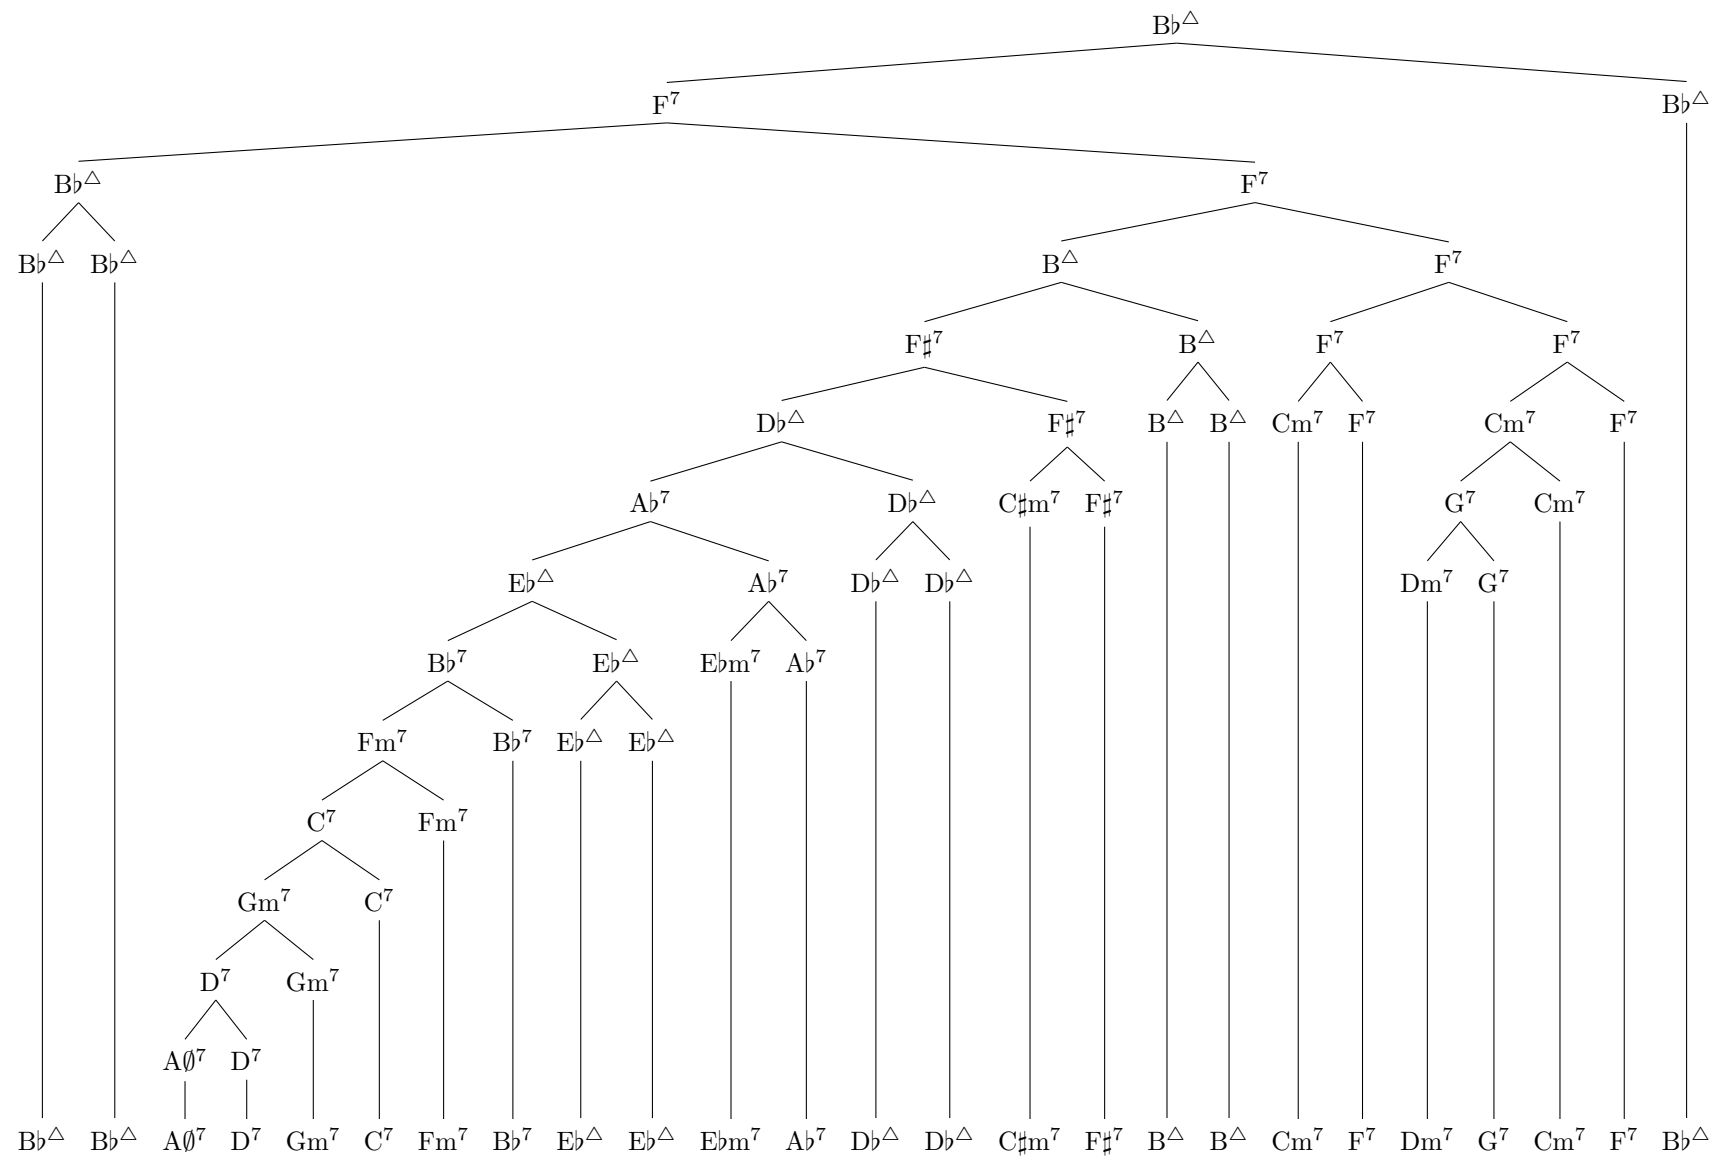 B♭△
F⁷ B♭△
B♭△ F⁷
B♭△ B♭△ B△ F⁷
F♯⁷ B△ F⁷ F⁷
D♭△ F♯⁷ B△ B△ Cm⁷ F⁷ Cm⁷ F⁷
A♭⁷ D♭△ C♯m⁷ F♯⁷ G⁷ Cm⁷
E♭△ A♭⁷ D♭△ D♭△ Dm⁷ G⁷
B♭⁷ E♭△ E♭m⁷ A♭⁷
Fm⁷ B♭⁷ E♭△ E♭△
C⁷ Fm⁷
Gm⁷ C⁷
D⁷ Gm⁷
A∅⁷ D⁷
B♭△ B♭△ A∅⁷ D⁷ Gm⁷ C⁷ Fm⁷ B♭⁷ E♭△ E♭△ E♭m⁷ A♭⁷ D♭△ D♭△ C♯m⁷ F♯⁷ B△ B△ Cm⁷ F⁷ Dm⁷ G⁷ Cm⁷ F⁷ B♭△